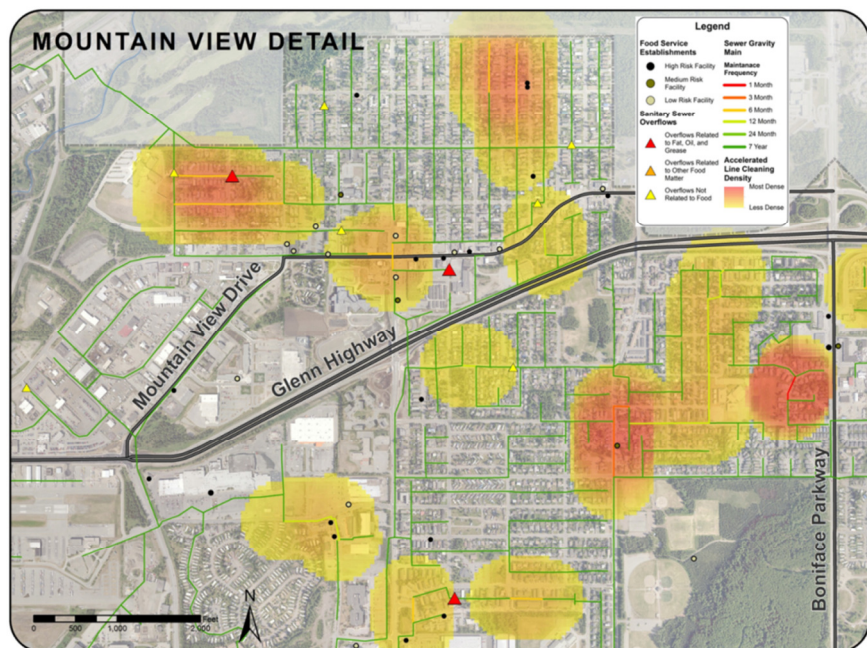 MOUNTAIN VIEW DETAIL
Legend
Food Service
Establishments
High Risk Facility
Medium Risk
Facility
Low Risk Facility
Sanitary Sewer
Overflows
Overflows Related
to Fat, Oil, and
Grease
Overflows Related
to Other Food
Matter
Overflows Not
Related to Food
Sewer Gravity
Main
Maintanance
Frequency
1 Month
3 Month
6 Month
12 Month
24 Month
7 Year
Accelerated
Line Cleaning
Density
Most Dense
Less Dense
Mountain View Drive
Glenn Highway
Boniface Parkway
N
Feet
0 500 1,000 2,000